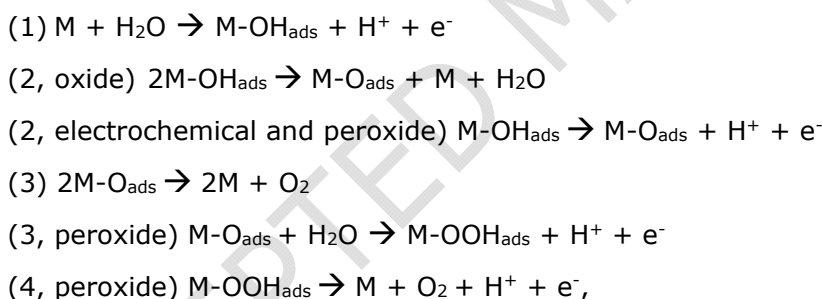 (1) M + H₂O → M-OHₐdₛ + H⁺ + e⁻
(2, oxide) 2M-OHₐdₛ → M-Oₐdₛ + M + H₂O
(2, electrochemical and peroxide) M-OHₐdₛ → M-Oₐdₛ + H⁺ + e⁻
(3) 2M-Oₐdₛ → 2M + O₂
(3, peroxide) M-Oₐdₛ + H₂O → M-OOHₐdₛ + H⁺ + e⁻
(4, peroxide) M-OOHₐdₛ → M + O₂ + H⁺ + e⁻,